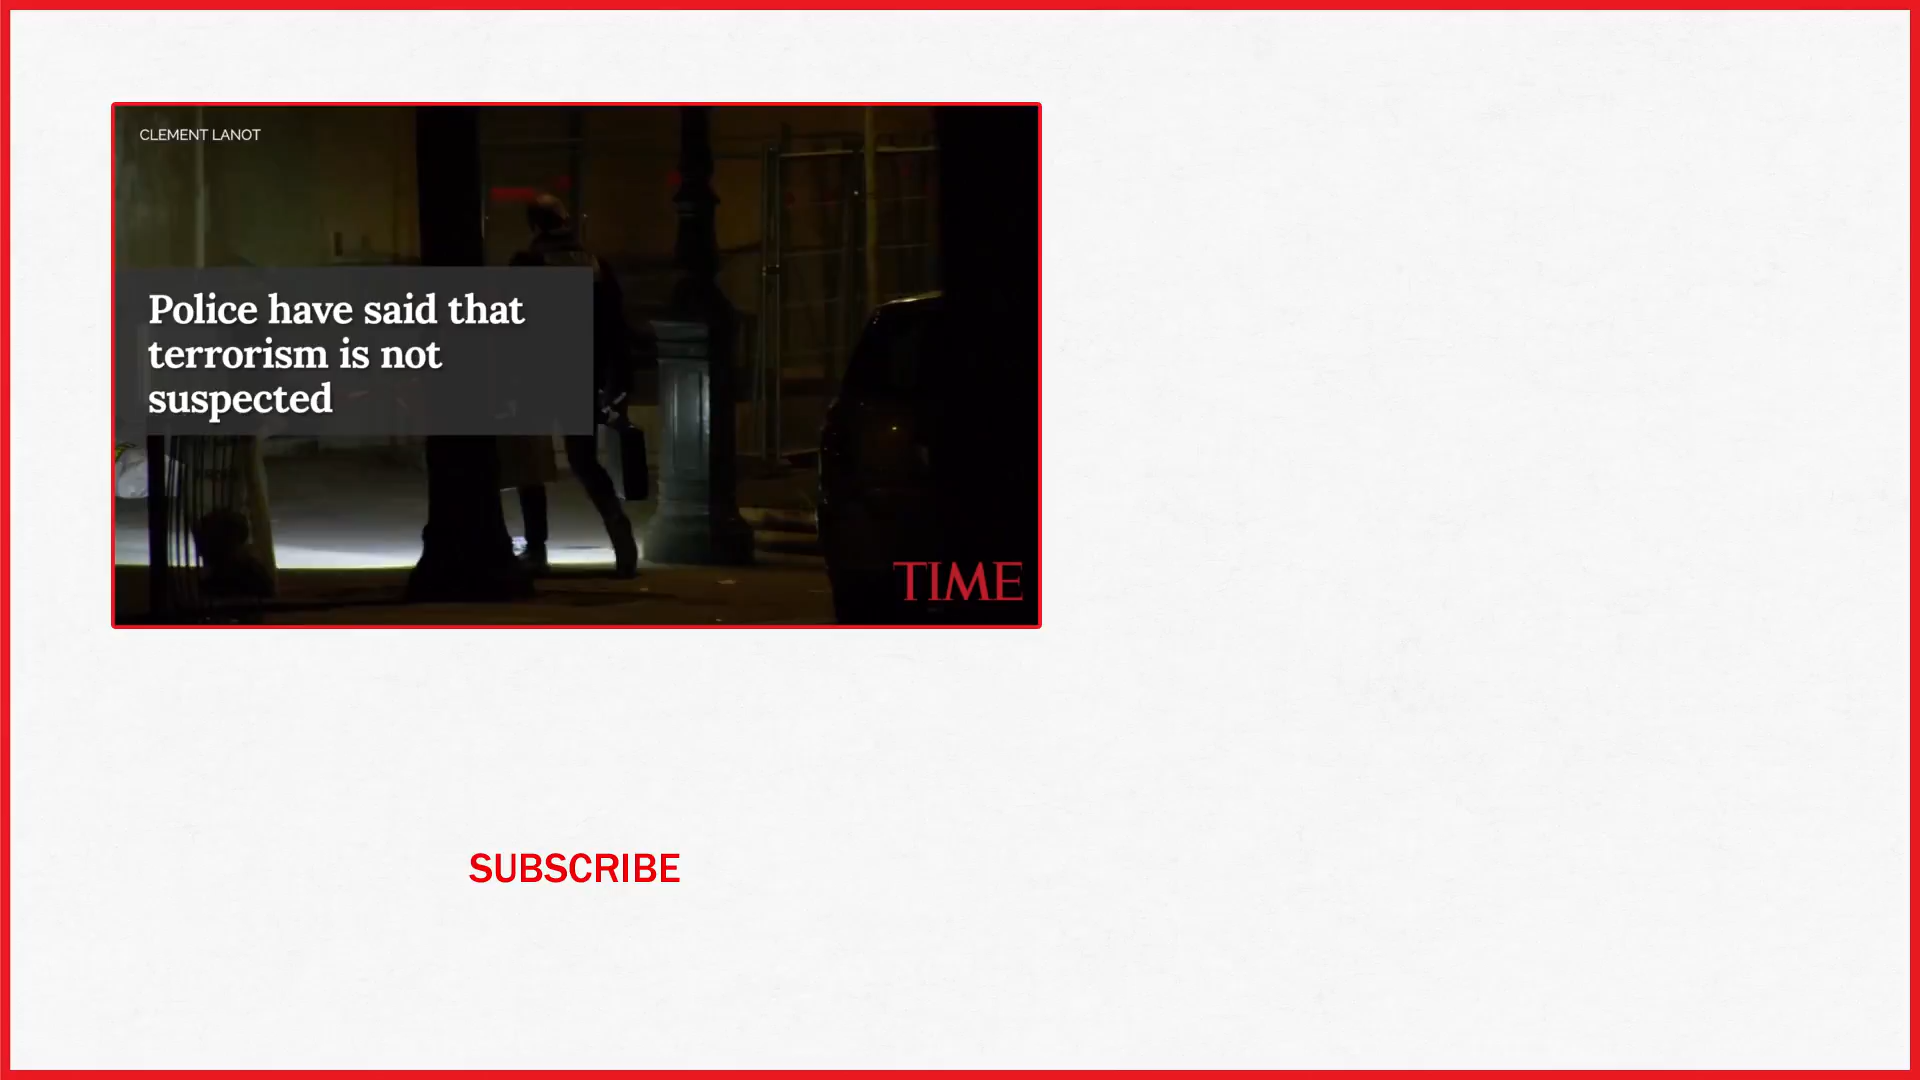 CLEMENT LANOT
Police have said that
terrorism is not
suspected
TIME
SUBSCRIBE